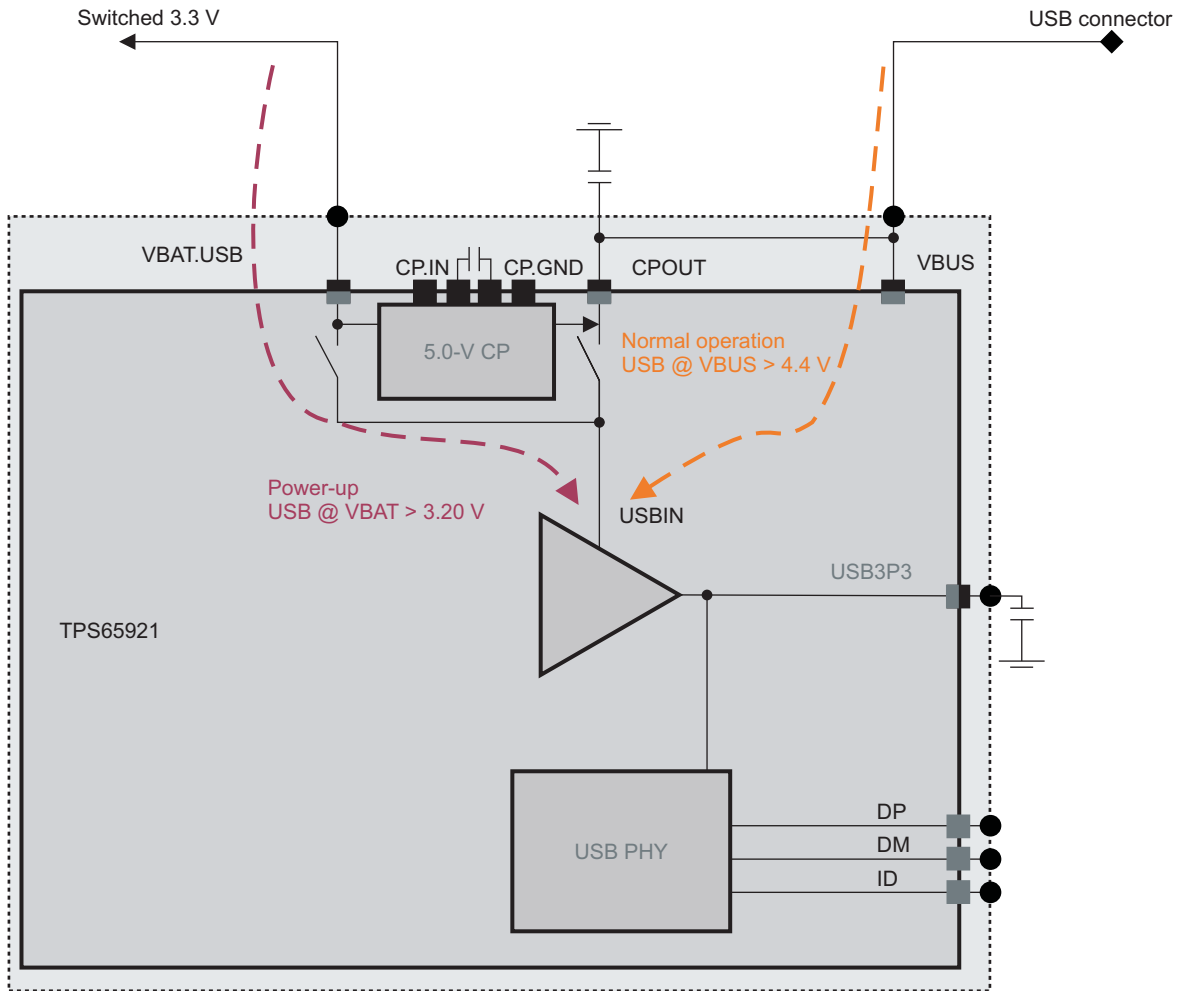 Switched 3.3 V
USB connector
VBAT.USB
CP.IN
CP.GND
CPOUT
VBUS
5.0-V CP
Normal operation
USB @ VBUS > 4.4 V
Power-up
USB @ VBAT > 3.20 V
USBIN
USB3P3
TPS65921
USB PHY
DP
DM
ID